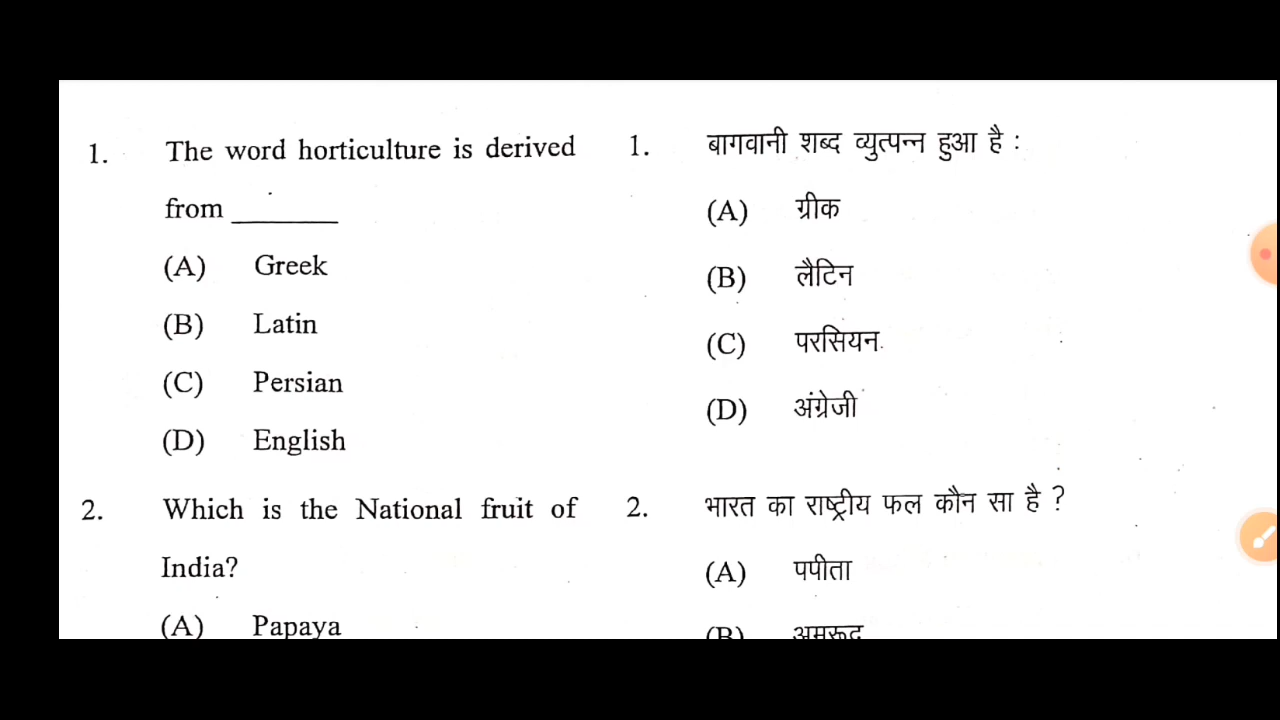 1. The word horticulture is derived
from ________
(A) Greek
(B) Latin
(C) Persian
(D) English
2. Which is the National fruit of
India?
(A) Papaya
1. बागवानी शब्द व्युत्पन्न हुआ है :
(A) ग्रीक
(B) लैटिन
(C) परसियन
(D) अंग्रेजी
2. भारत का राष्ट्रीय फल कौन सा है ?
(A) पपीता
(B) अमरूद